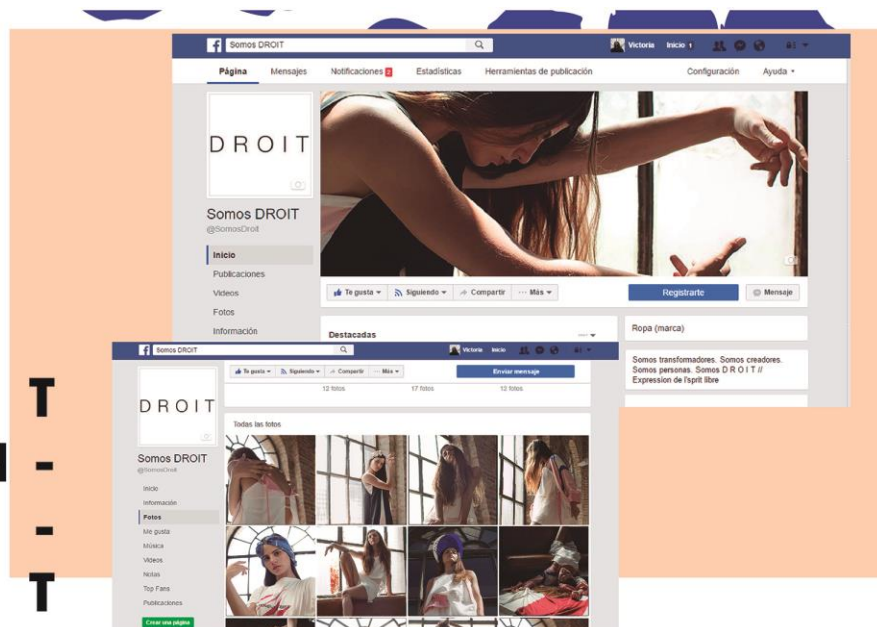 Somos DROIT
Victoria Inicio 1
Página Mensajes Notificaciones 2 Estadísticas Herramientas de publicación Configuración Ayuda
DROIT
Somos DROIT
@SomosDroit
Inicio
Publicaciones
Videos
Fotos
Información
Te gusta Siguiendo Compartir ··· Más Registrarte Mensaje
Destacadas
Ropa (marca)
Somos transformadores. Somos creadores.
Somos personas. Somos D R O I T //
Expression de l'sprit libre
Somos DROIT
Victoria Inicio
Te gusta Siguiendo Compartir ··· Más Enviar mensaje
12 fotos 17 fotos 12 fotos
DROIT
Todas las fotos
Somos DROIT
@SomosDroit
Inicio
Información
Fotos
Me gusta
Música
Videos
Notas
Top Fans
Publicaciones
Crear una página
T
-
-
T